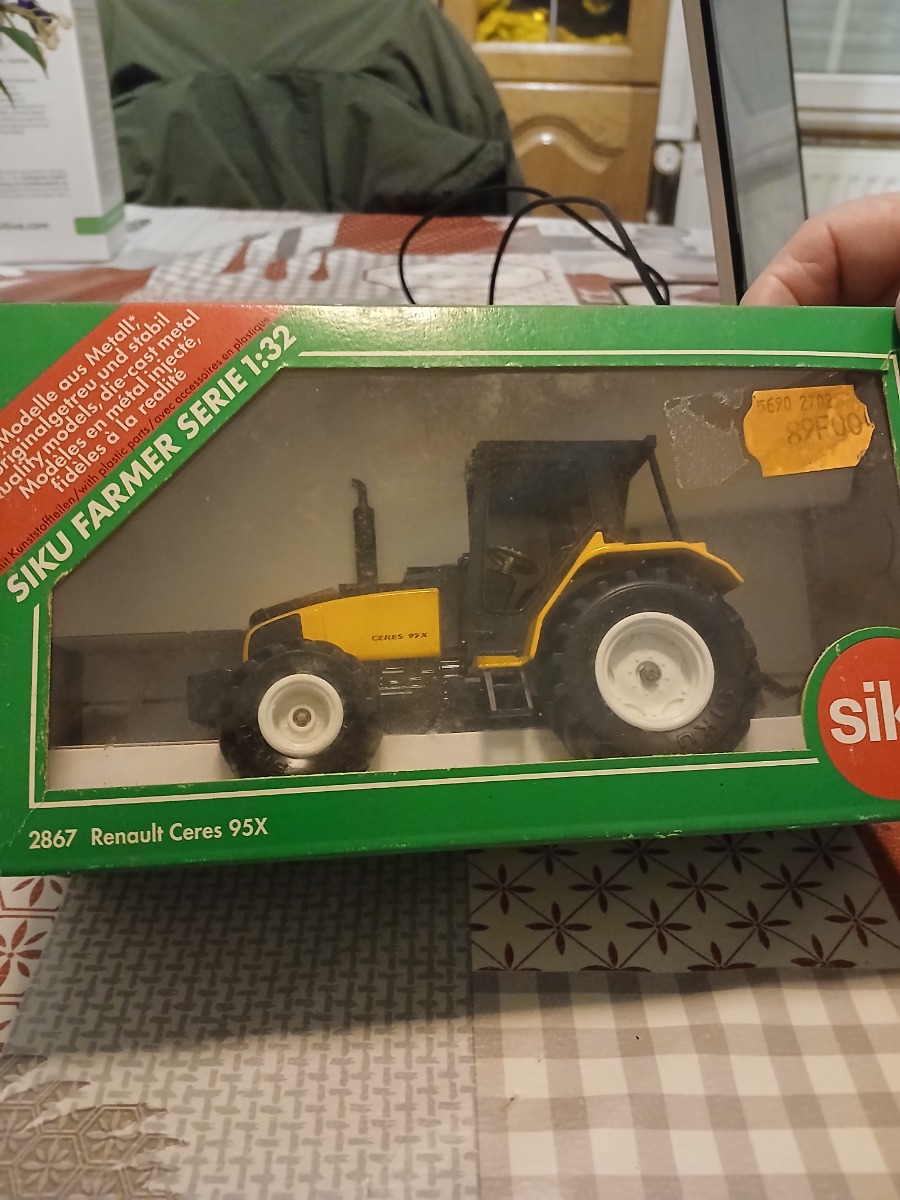 Modelle aus Metall*,
originalgetreu und stabil
quality models, die-cast metal
Modèles en métal injecté,
fidèles à la realité
mit Kunststoffteilen/with plastic parts/avec accessoires en plastique
SIKU FARMER SERIE 1:32
5690 2702
89F00
CERES 95X
SIKU
sik
2867 Renault Ceres 95X